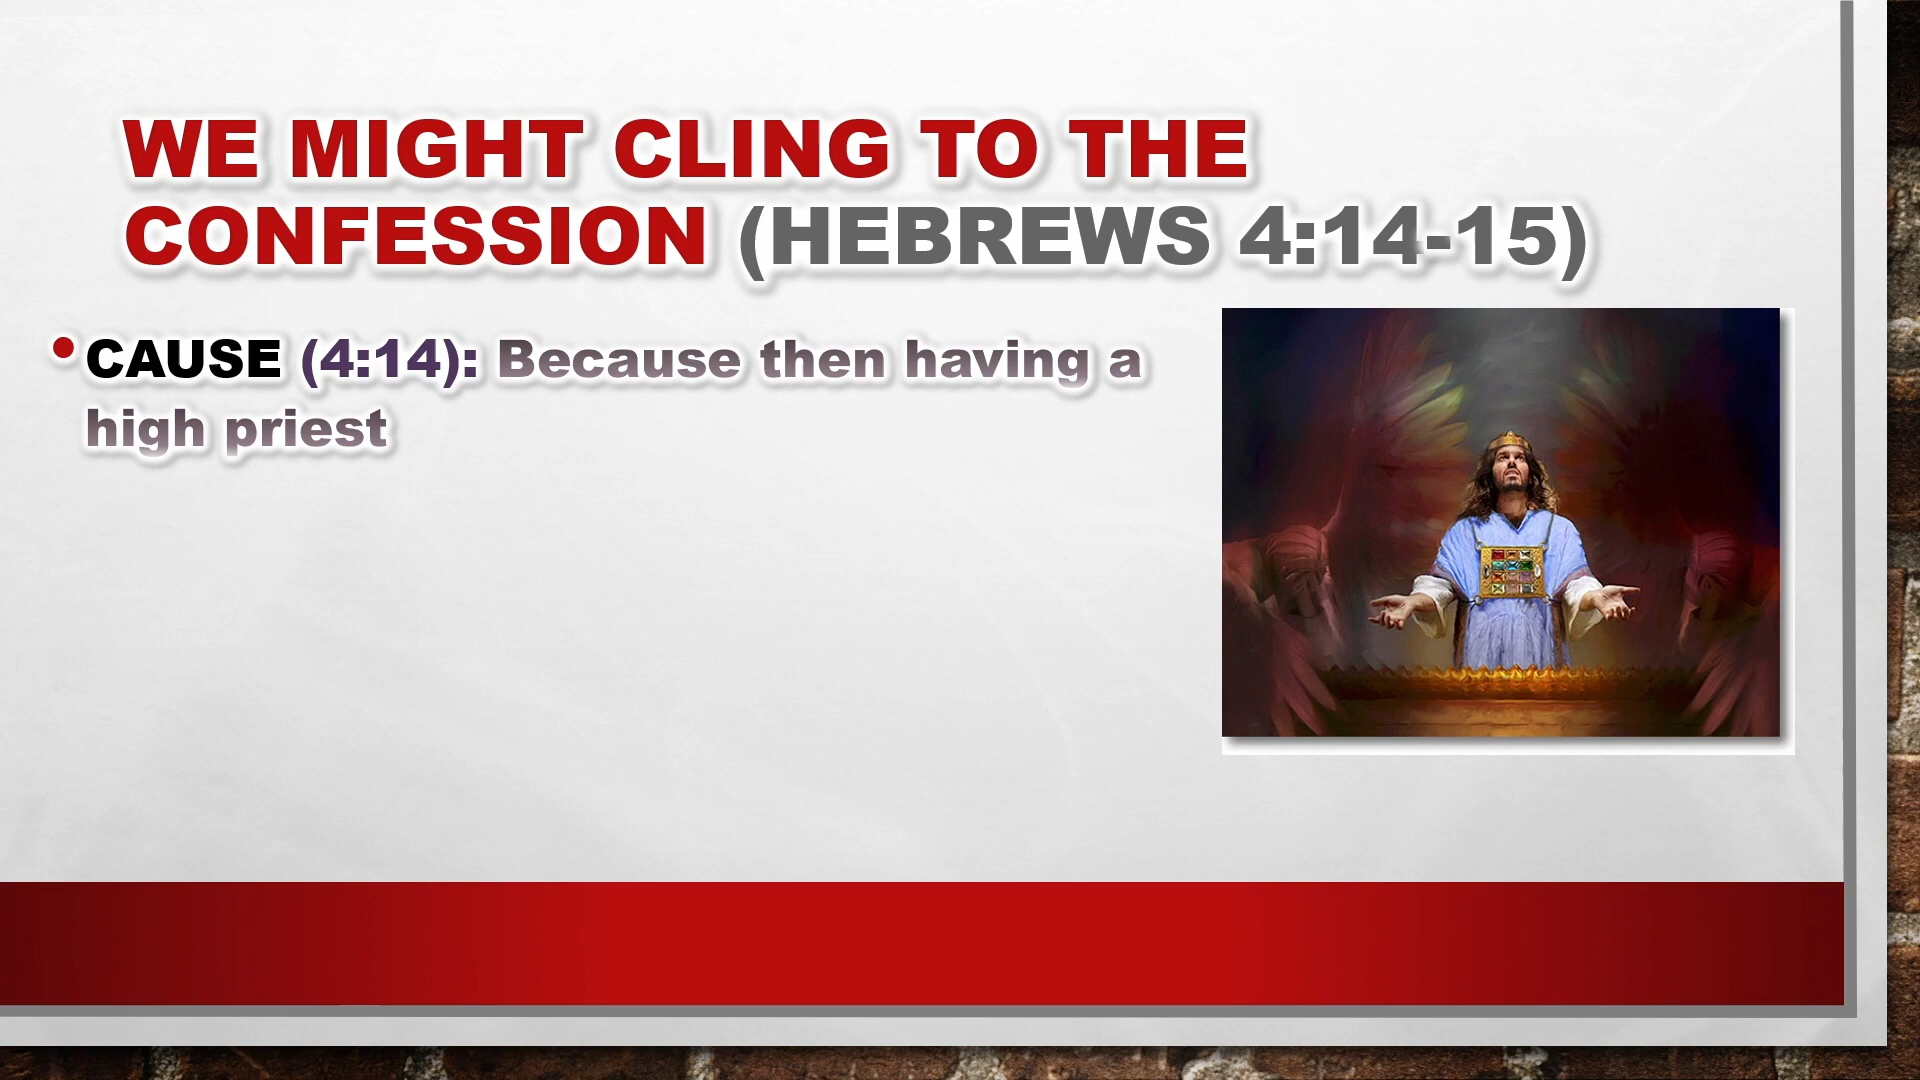 WE MIGHT CLING TO THE
CONFESSION (HEBREWS 4:14-15)
• CAUSE (4:14): Because then having a
high priest